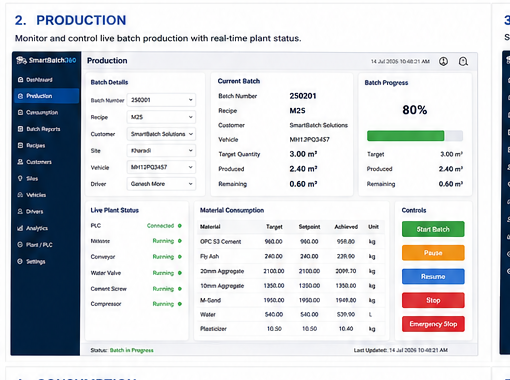 2. PRODUCTION
Monitor and control live batch production with real-time plant status.
SmartBatch360
Dashboard
Production
Consumption
Batch Reports
Recipes
Customers
Sites
Vehicles
Drivers
Analytics
Plant / PLC
Settings
Production
14 Jul 2026 10:48:21 AM
Batch Details
Batch Number 250201
Recipe M25
Customer SmartBatch Solutions
Site Kharadi
Vehicle MH12PQ3457
Driver Ganesh More
Current Batch
Batch Number 250201
Recipe M25
Customer SmartBatch Solutions
Vehicle MH12PQ3457
Target Quantity 3.00 m³
Produced 2.40 m³
Remaining 0.60 m³
Batch Progress
80%
Target 3.00 m³
Produced 2.40 m³
Remaining 0.60 m³
Live Plant Status
PLC Connected
Running
Conveyor Running
Water Valve Running
Cement Screw Running
Compressor Running
Material Consumption
Material Target Setpoint Achieved Unit
OPC 53 Cement 960.00 960.00 959.80 kg
Fly Ash 240.00 240.00 239.90 kg
20mm Aggregate 2100.00 2100.00 2099.70 kg
10mm Aggregate 1350.00 1350.00 kg
M-Sand 1950.00 1950.00 1949.80 kg
Water 540.00 540.00 539.90 L
Plasticizer 10.50 10.50 10.40 kg
Controls
Start Batch
Pause
Resume
Stop
Emergency Stop
Status: Batch in Progress
Last Updated: 14 Jul 2026 10:48:21 AM